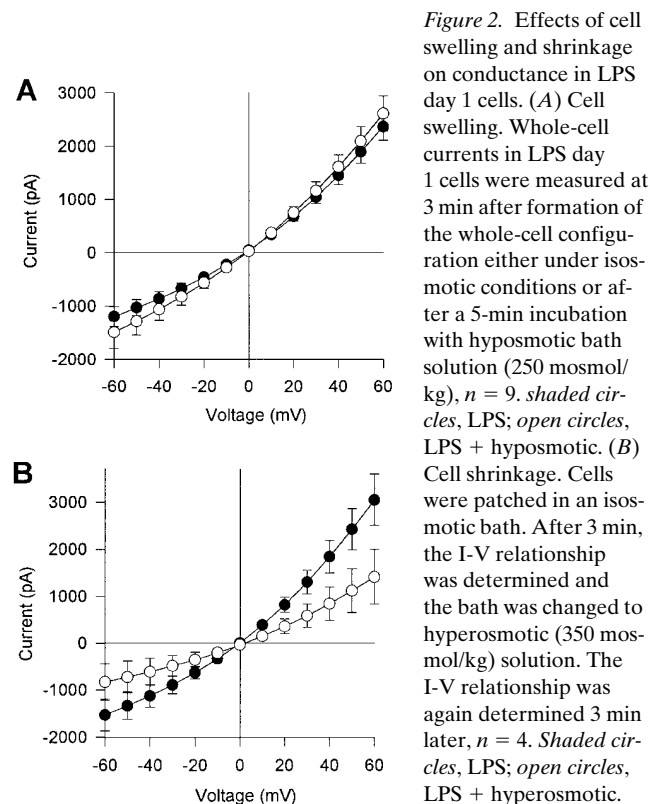 A
3000
2000
1000
0
-1000
-2000
Current (pA)
-60 -40 -20 0 20 40 60
Voltage (mV)
B
3000
2000
1000
0
-1000
-2000
Current (pA)
-60 -40 -20 0 20 40 60
Voltage (mV)
Figure 2. Effects of cell
swelling and shrinkage
on conductance in LPS
day 1 cells. (A) Cell
swelling. Whole-cell
currents in LPS day
1 cells were measured at
3 min after formation of
the whole-cell configu-
ration either under isos-
motic conditions or af-
ter a 5-min incubation
with hyposmotic bath
solution (250 mosmol/
kg), n = 9. shaded cir-
cles, LPS; open circles,
LPS + hyposmotic. (B)
Cell shrinkage. Cells
were patched in an isos-
motic bath. After 3 min,
the I-V relationship
was determined and
the bath was changed to
hyperosmotic (350 mos-
mol/kg) solution. The
I-V relationship was
again determined 3 min
later, n = 4. Shaded cir-
cles, LPS; open circles,
LPS + hyperosmotic.